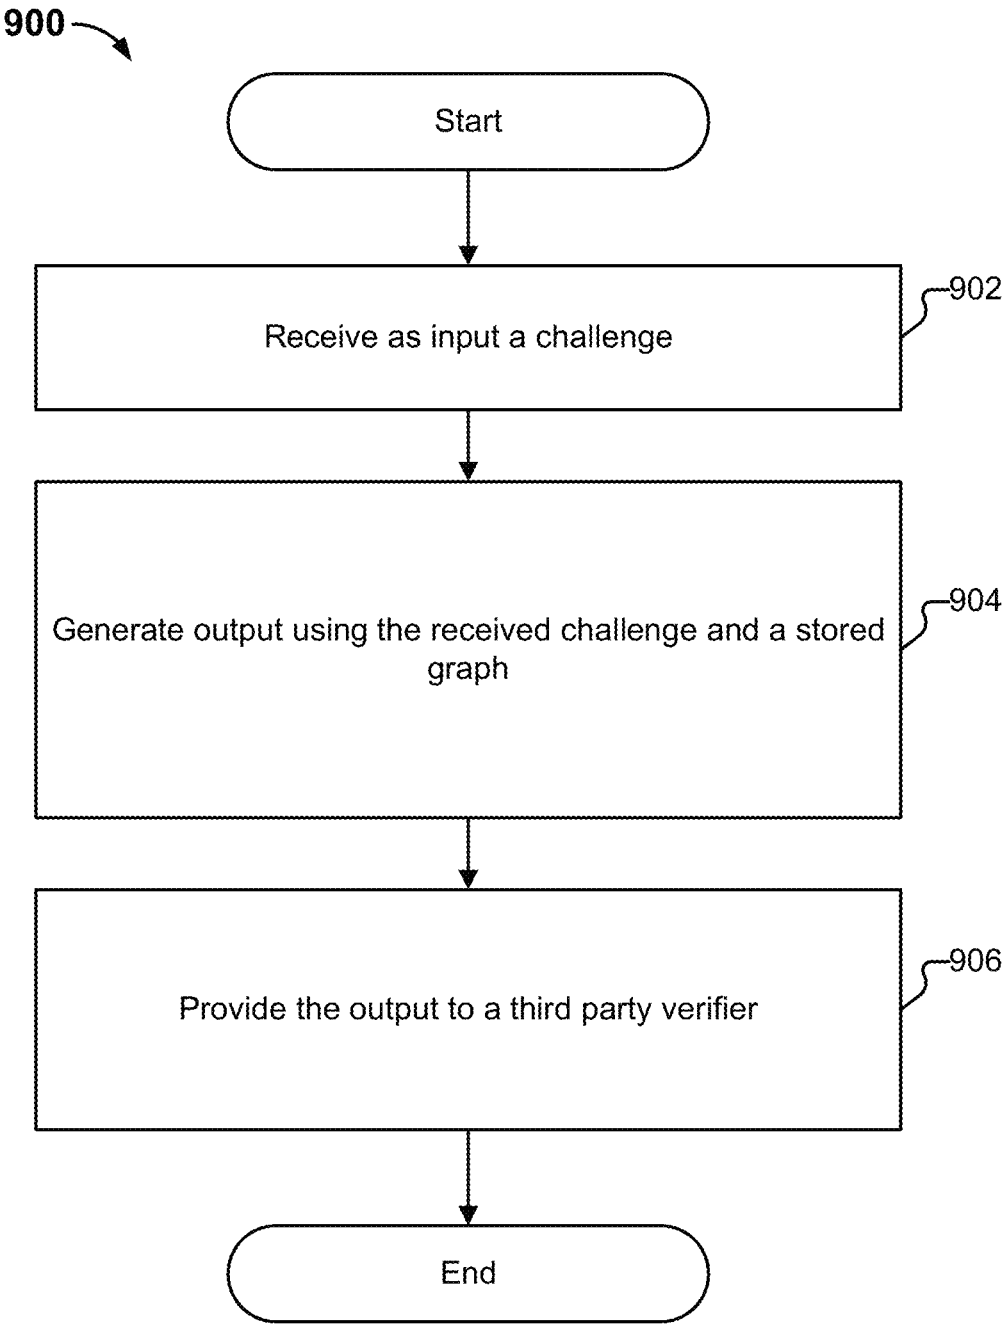 900
Start
902
Receive as input a challenge
904
Generate output using the received challenge and a stored
graph
906
Provide the output to a third party verifier
End